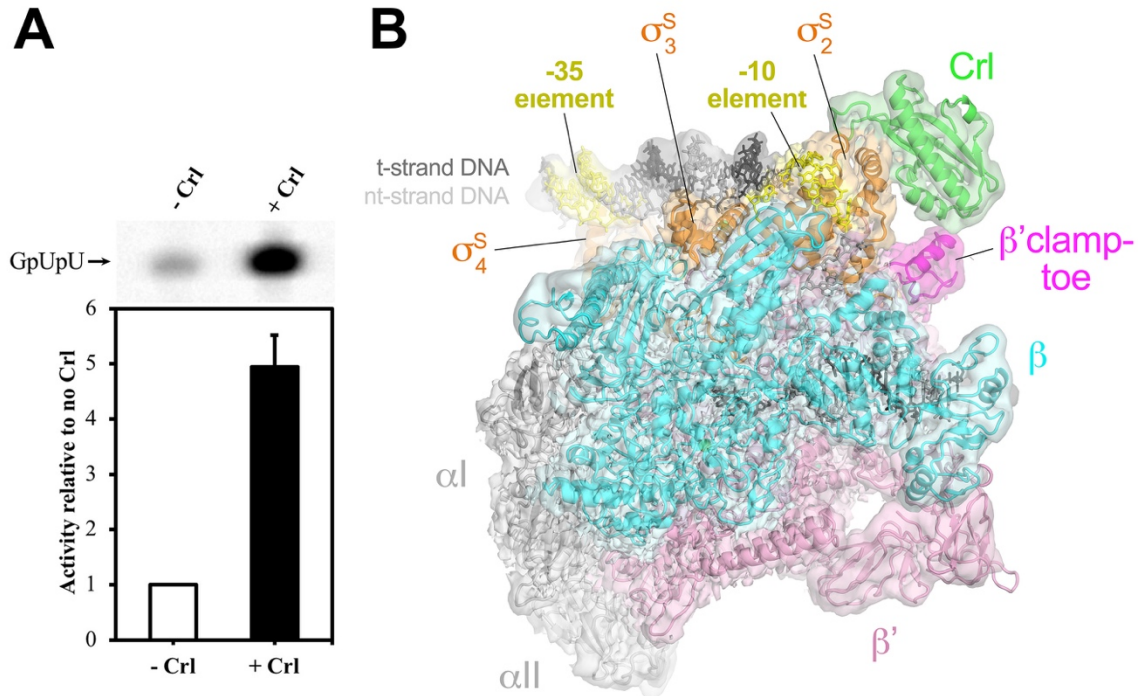 A
- Crl
+ Crl
GpUpU
6
5
4
3
2
1
0
Activity relative to no Crl
- Crl
+ Crl
B
σ3S
σ2S
Crl
-35
element
-10
element
t-strand DNA
nt-strand DNA
σ4S
β'clamp-
toe
β
αI
β'
αII